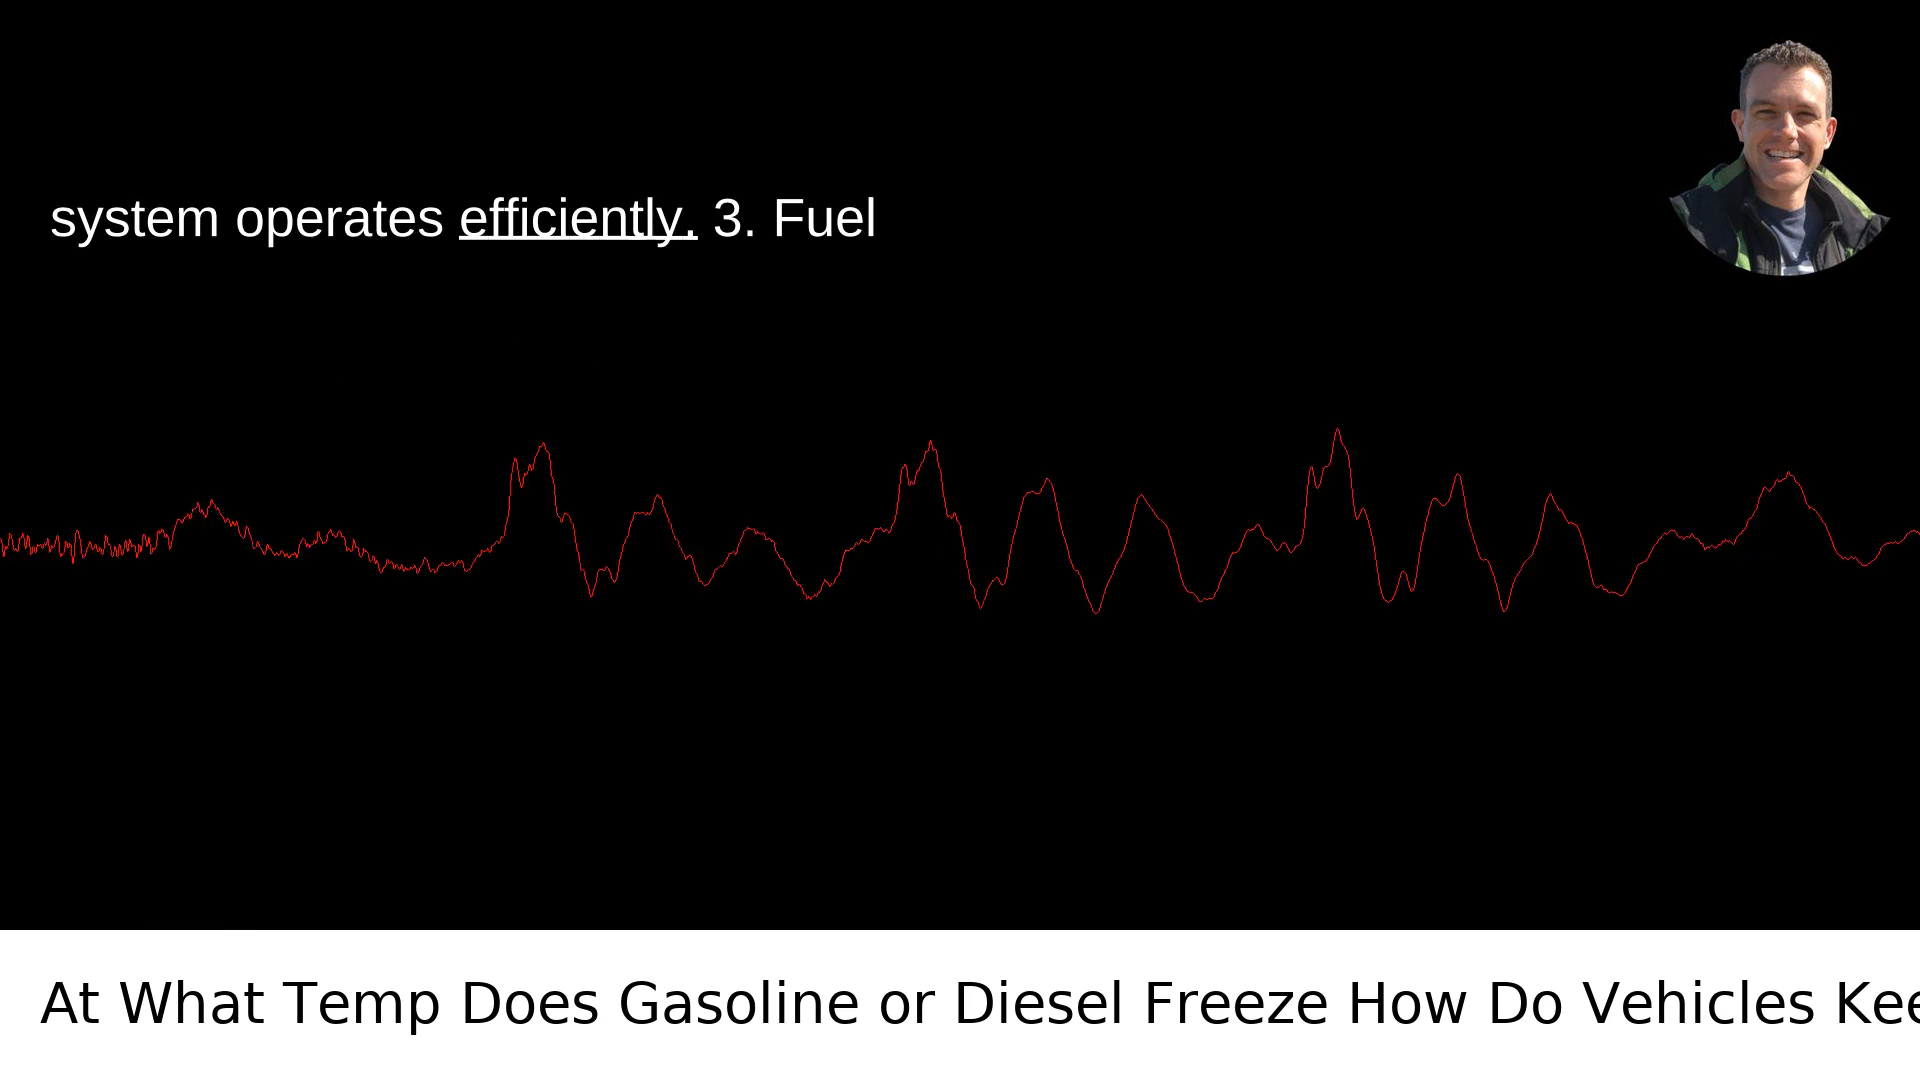 system operates efficiently. 3. Fuel
At What Temp Does Gasoline or Diesel Freeze How Do Vehicles Kee